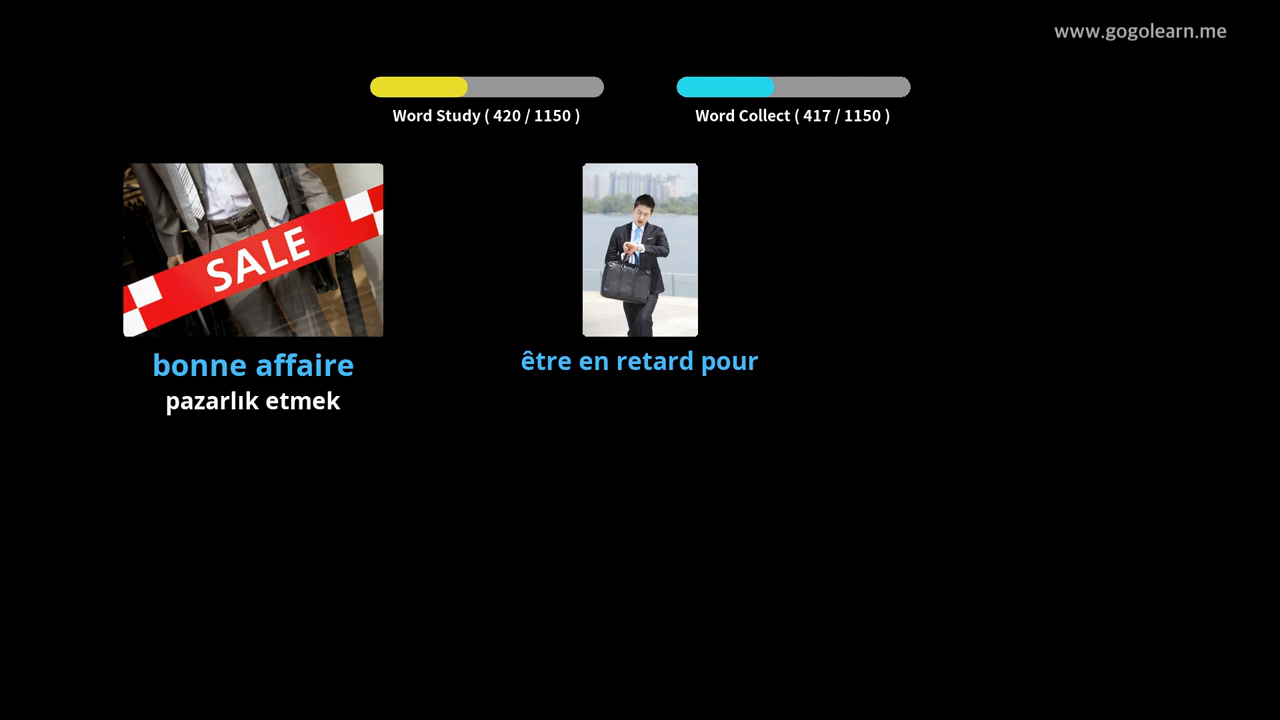 www.gogolearn.me
Word Study ( 420 / 1150 )
Word Collect ( 417 / 1150 )
SALE
bonne affaire
pazarlık etmek
être en retard pour